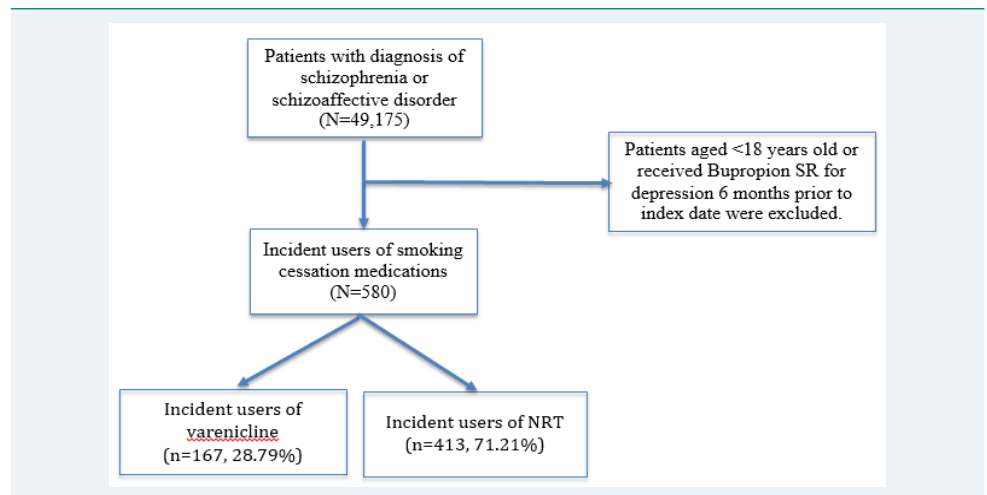 Patients with diagnosis of
schizophrenia or
schizoaffective disorder
(N=49,175)
Patients aged <18 years old or
received Bupropion SR for
depression 6 months prior to
index date were excluded.
Incident users of smoking
cessation medications
(N=580)
Incident users of
varenicline
(n=167, 28.79%)
Incident users of NRT
(n=413, 71.21%)